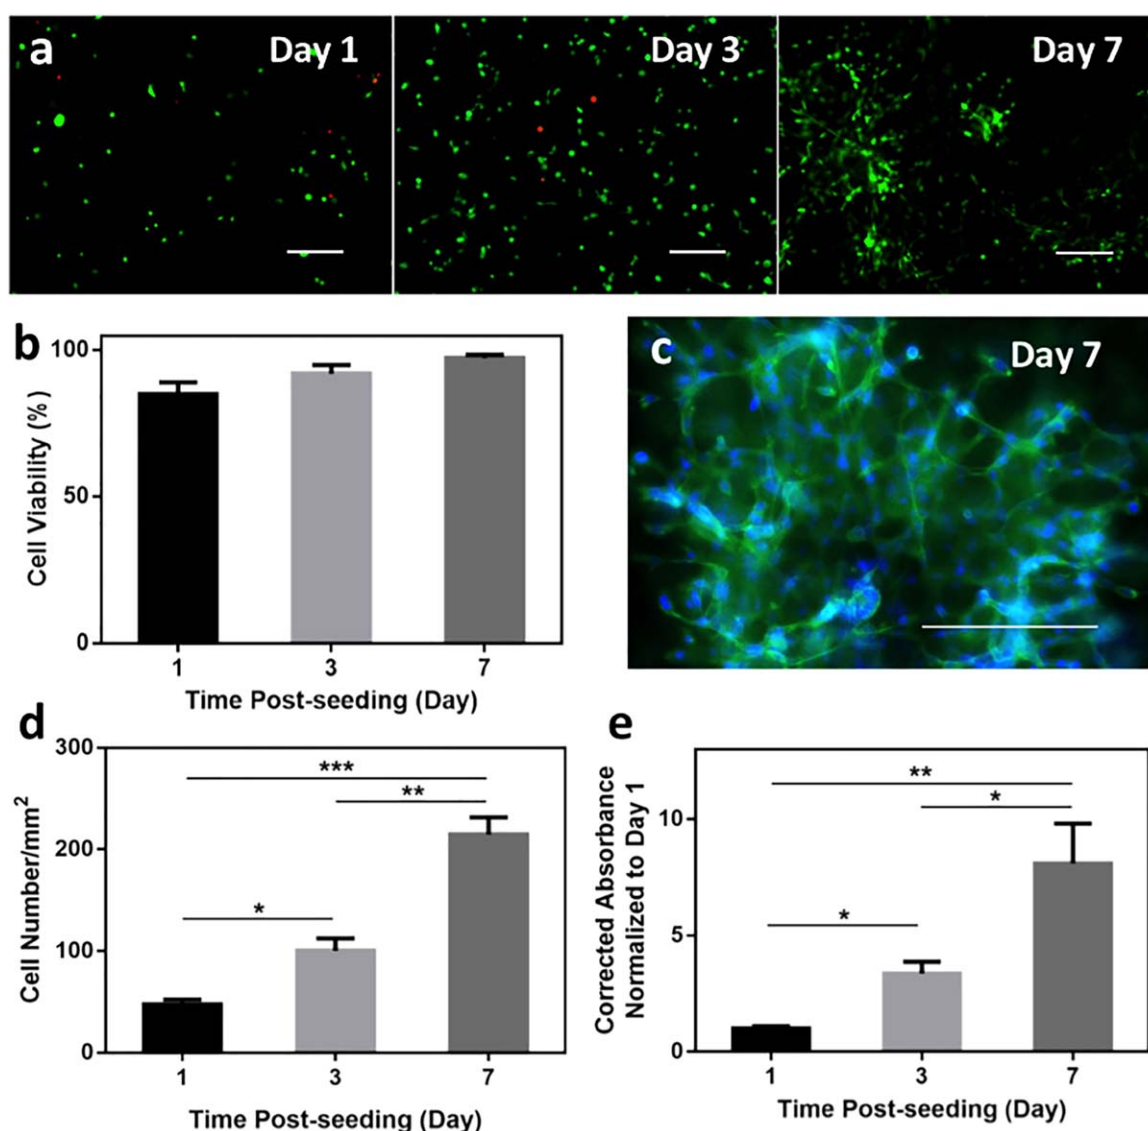 a
Day 1
Day 3
Day 7
b
100
50
0
Cell Viability (%)
1
3
7
Time Post-seeding (Day)
c
Day 7
d
300
200
100
0
Cell Number/mm²
***
**
*
1
3
7
Time Post-seeding (Day)
e
10
5
0
Corrected Absorbance
Normalized to Day 1
**
*
*
1
3
7
Time Post-seeding (Day)